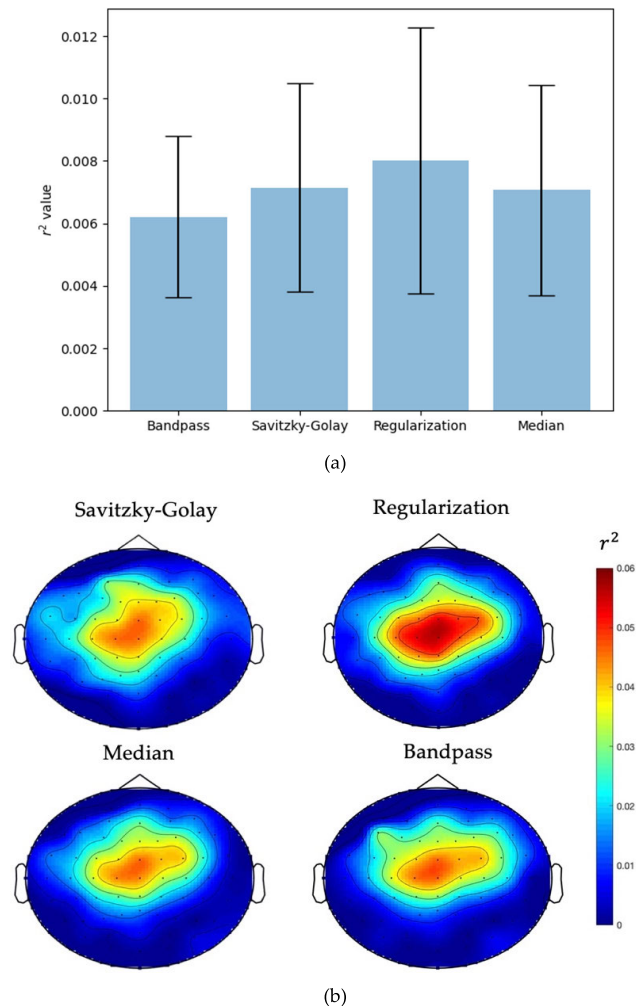 0.012
0.010
0.008
0.006
0.004
0.002
0.000
r² value
Bandpass Savitzky-Golay Regularization Median
(a)
Savitzky-Golay Regularization
r²
0.06
0.05
0.04
0.03
0.02
0.01
0
Median Bandpass
(b)